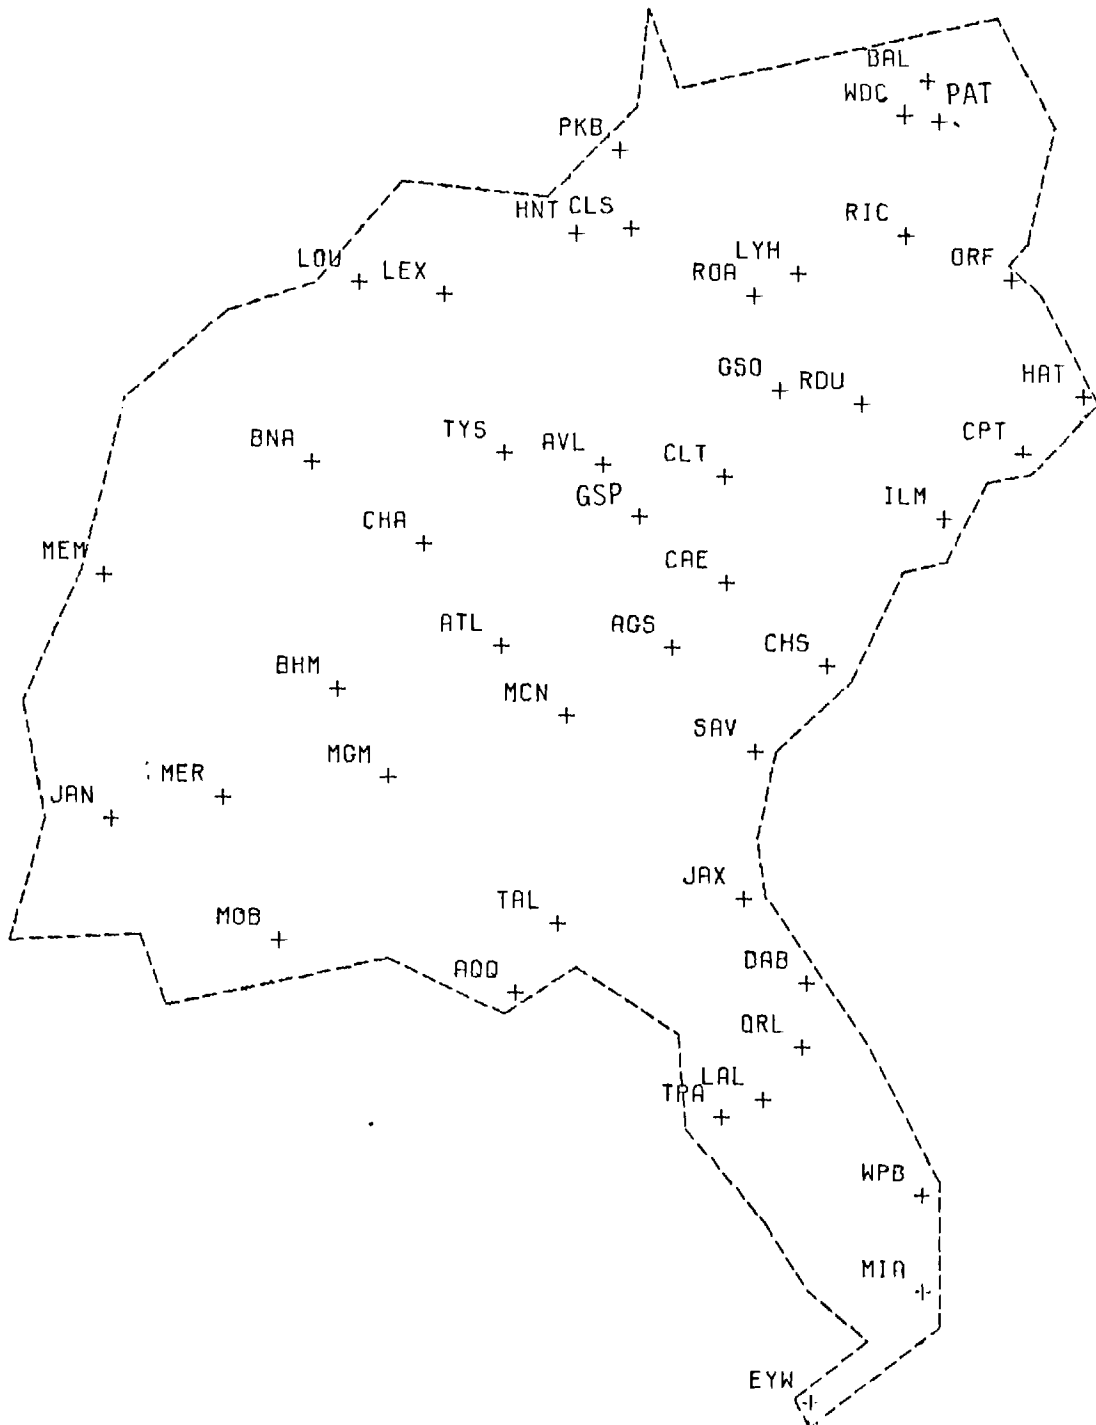 BAL
WDC PAT
PKB
HNT CLS
RIC
LYH
LOU LEX
ROA
ORF
GSO RDU
HAT
BNA
TYS
AVL
CLT
CPT
GSP
ILM
MEM
CHA
CAE
ATL
AGS
BHM
CHS
MCN
SAV
MGM
MER
JAN
JAX
MOB
TAL
AQQ
DAB
ORL
TPA LAL
WPB
MIA
EYW